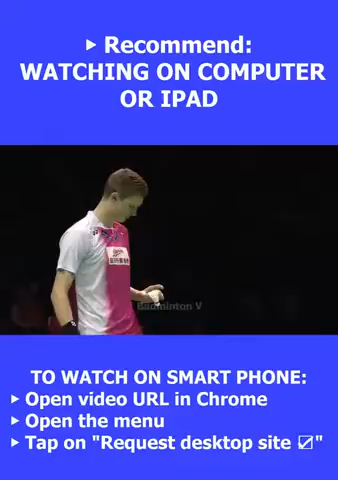 ▶ Recommend:
WATCHING ON COMPUTER
OR IPAD
Badminton V
TO WATCH ON SMART PHONE:
▶ Open video URL in Chrome
▶ Open the menu
▶ Tap on "Request desktop site ☑"